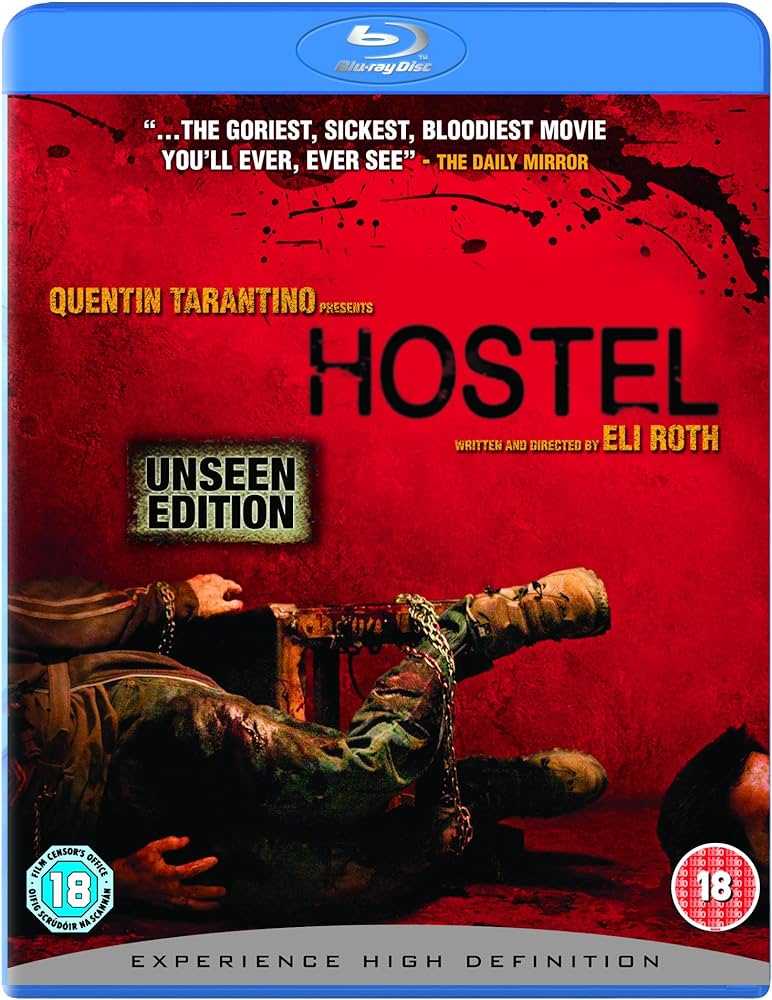 Blu-ray Disc™
“...THE GORIEST, SICKEST, BLOODIEST MOVIE
YOU’LL EVER, EVER SEE” - THE DAILY MIRROR
QUENTIN TARANTINO PRESENTS
HOSTEL
WRITTEN AND DIRECTED BY ELI ROTH
UNSEEN
EDITION
· FILM CENSOR'S OFFICE ·
18
OIFIG SCRÚDÓIR NA SCANNÁN
18
EXPERIENCE HIGH DEFINITION